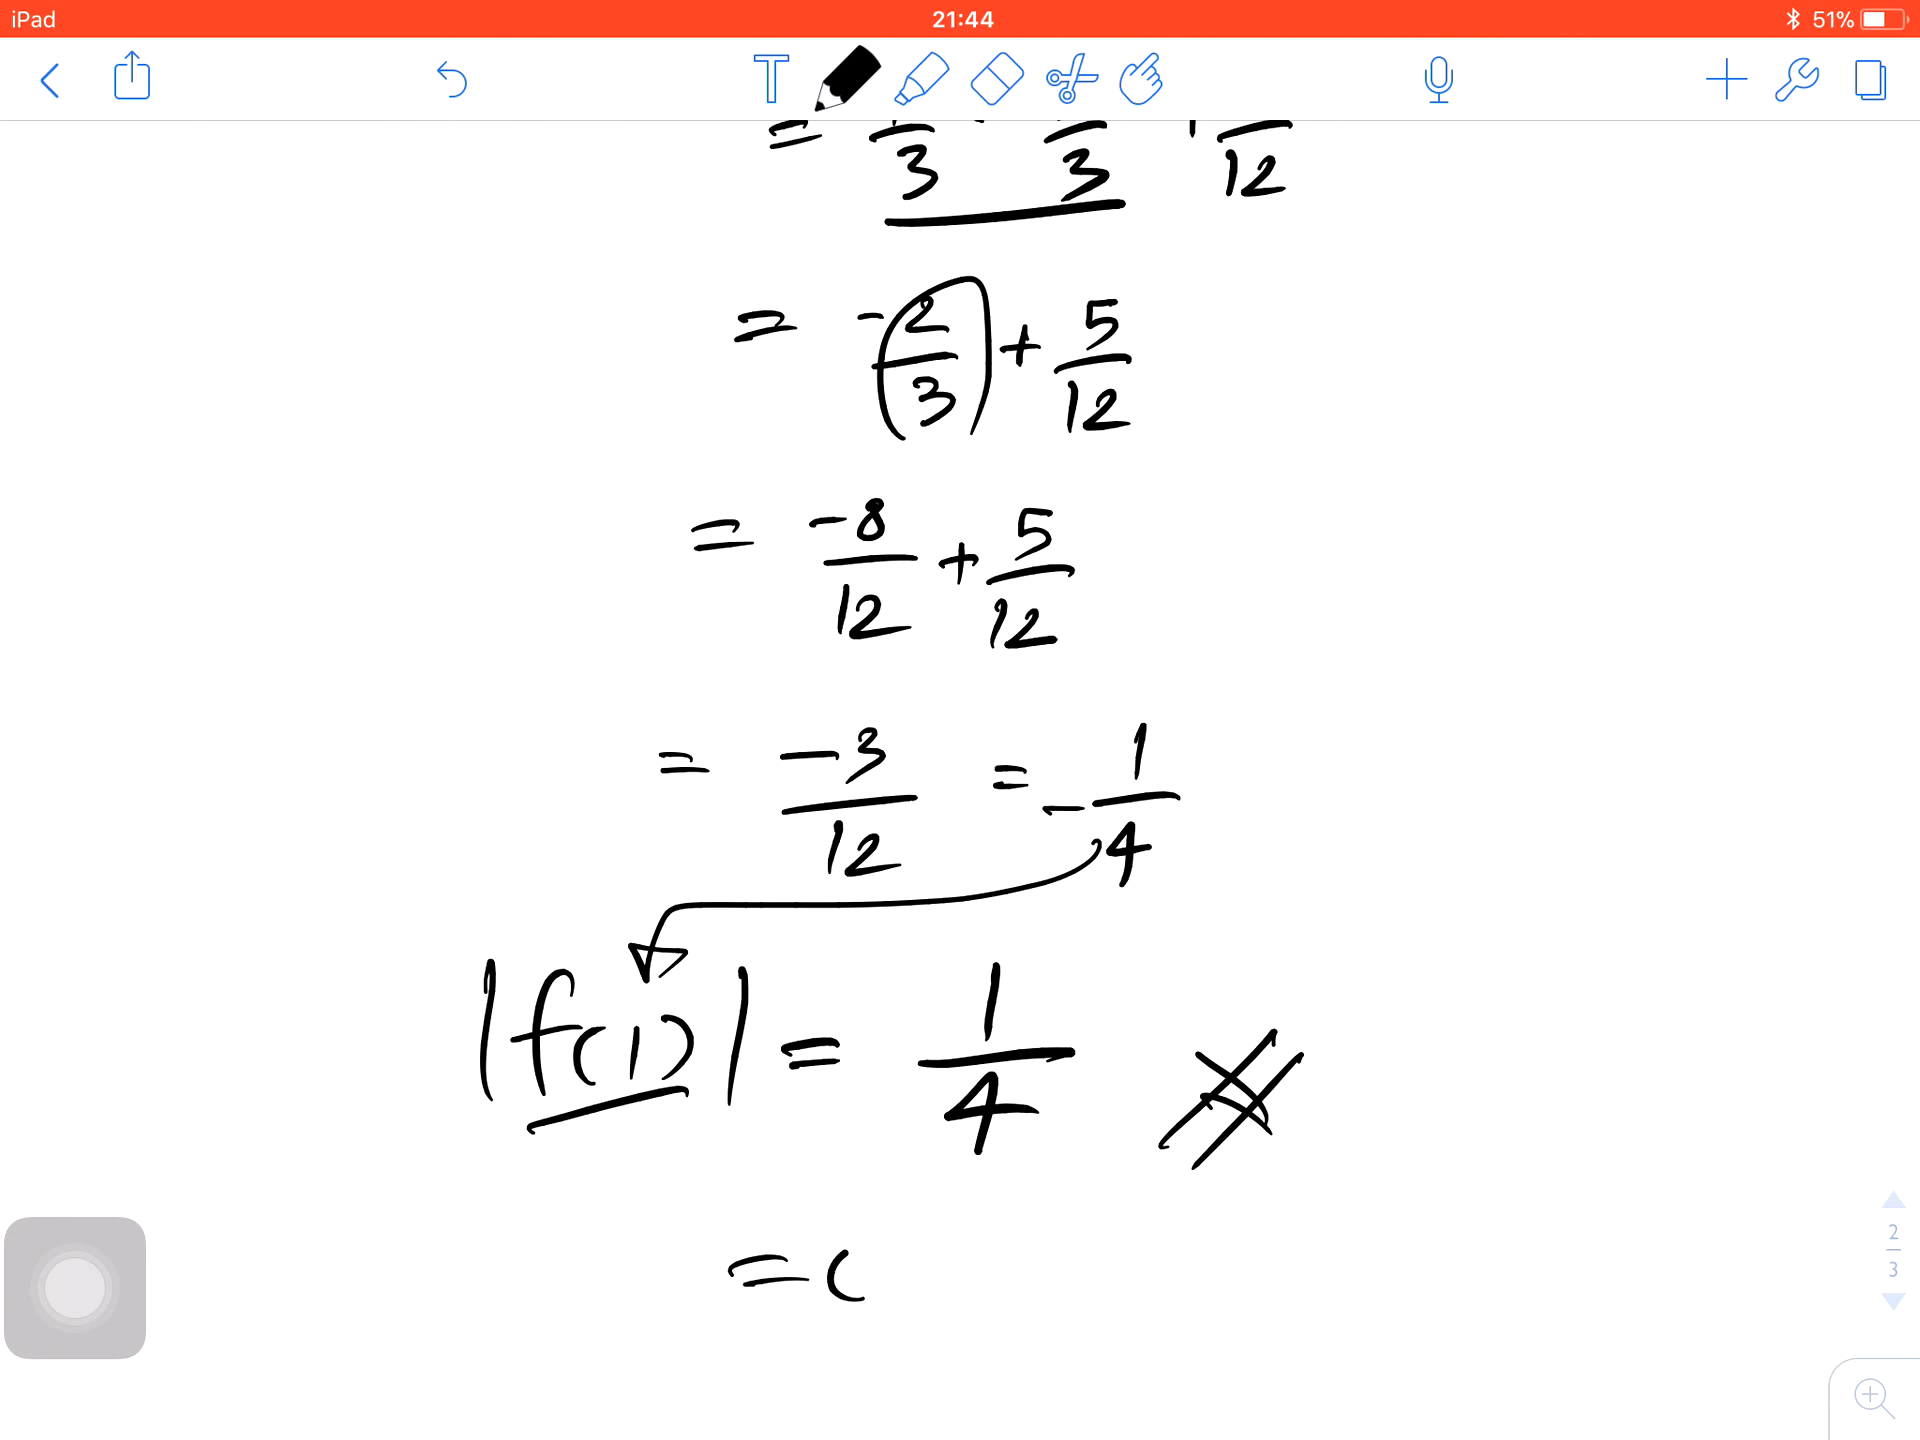 iPad 21:44 51%
T
= /3 /3 /12
= -2/3 + 5/12
= -8/12 + 5/12
= -3/12 = -1/4
|f(1)| = 1/4
= (
2/3